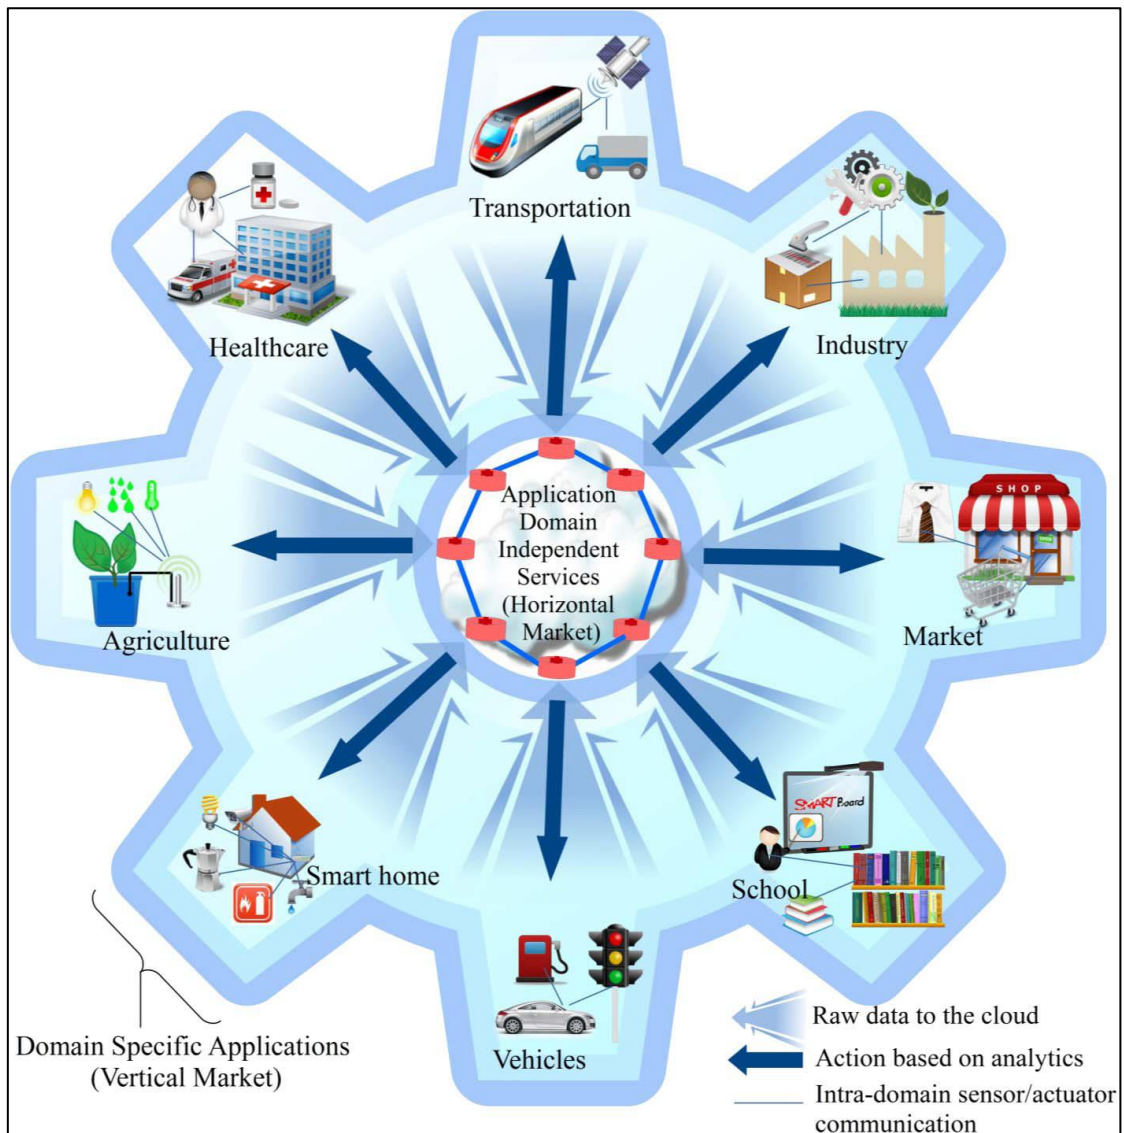 Transportation
Healthcare
Industry
SHOP
Application
Domain
Independent
Services
(Horizontal
Market)
Agriculture
Market
SMART Board
Smart home
School
Domain Specific Applications
(Vertical Market)
Vehicles
Raw data to the cloud
Action based on analytics
Intra-domain sensor/actuator
communication